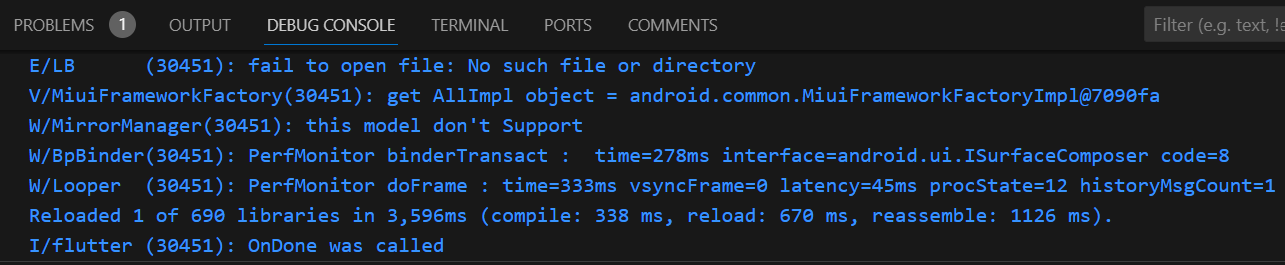 PROBLEMS 1 OUTPUT DEBUG CONSOLE TERMINAL PORTS COMMENTS Filter (e.g. text, !e
E/LB      (30451): fail to open file: No such file or directory
V/MiuiFrameworkFactory(30451): get AllImpl object = android.common.MiuiFrameworkFactoryImpl@7090fa
W/MirrorManager(30451): this model don't Support
W/BpBinder(30451): PerfMonitor binderTransact :  time=278ms interface=android.ui.ISurfaceComposer code=8
W/Looper  (30451): PerfMonitor doFrame : time=333ms vsyncFrame=0 latency=45ms procState=12 historyMsgCount=1
Reloaded 1 of 690 libraries in 3,596ms (compile: 338 ms, reload: 670 ms, reassemble: 1126 ms).
I/flutter (30451): OnDone was called